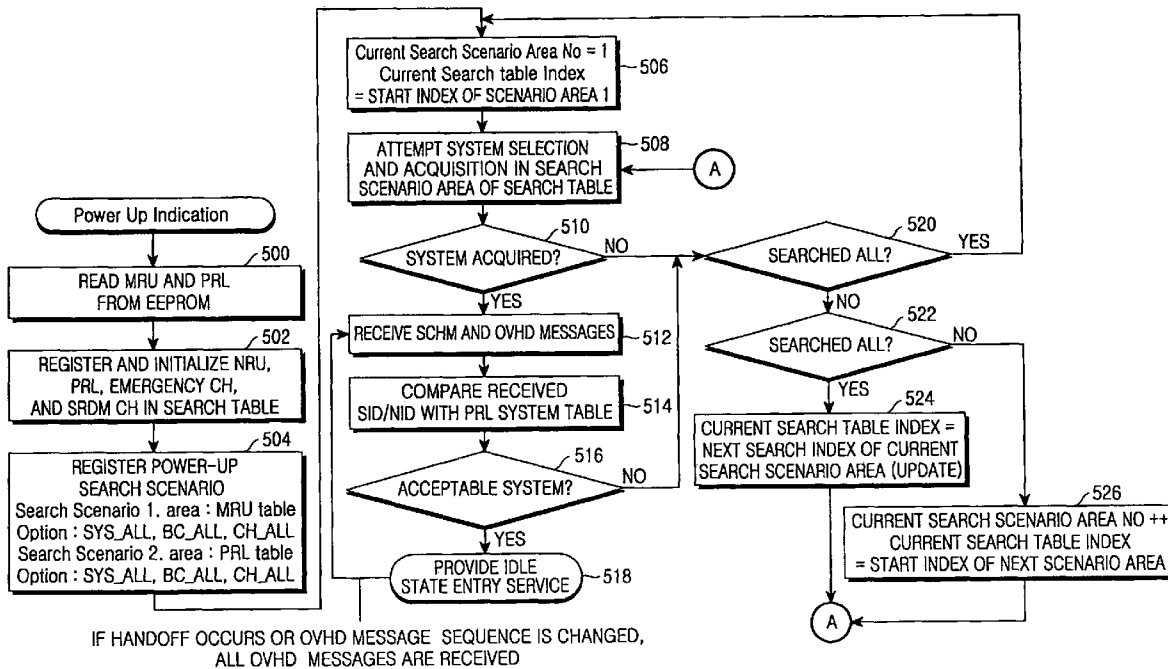 Power Up Indication
500
READ MRU AND PRL
FROM EEPROM
502
REGISTER AND INITIALIZE NRU,
PRL, EMERGENCY CH,
AND SRDM CH IN SEARCH TABLE
504
REGISTER POWER-UP
SEARCH SCENARIO
Search Scenario 1. area : MRU table
Option : SYS_ALL, BC_ALL, CH_ALL
Search Scenario 2. area : PRL table
Option : SYS_ALL, BC_ALL, CH_ALL
Current Search Scenario Area No = 1
Current Search table Index
= START INDEX OF SCENARIO AREA 1
506
ATTEMPT SYSTEM SELECTION
AND ACQUISITION IN SEARCH
SCENARIO AREA OF SEARCH TABLE
508
A
510
SYSTEM ACQUIRED?
NO
YES
RECEIVE SCHM AND OVHD MESSAGES
512
COMPARE RECEIVED
SID/NID WITH PRL SYSTEM TABLE
514
516
ACCEPTABLE SYSTEM?
NO
YES
PROVIDE IDLE
STATE ENTRY SERVICE
518
IF HANDOFF OCCURS OR OVHD MESSAGE SEQUENCE IS CHANGED,
ALL OVHD MESSAGES ARE RECEIVED
520
SEARCHED ALL?
YES
NO
522
SEARCHED ALL?
NO
YES
524
CURRENT SEARCH TABLE INDEX =
NEXT SEARCH INDEX OF CURRENT
SEARCH SCENARIO AREA (UPDATE)
526
CURRENT SEARCH SCENARIO AREA NO ++
CURRENT SEARCH TABLE INDEX
= START INDEX OF NEXT SCENARIO AREA
A